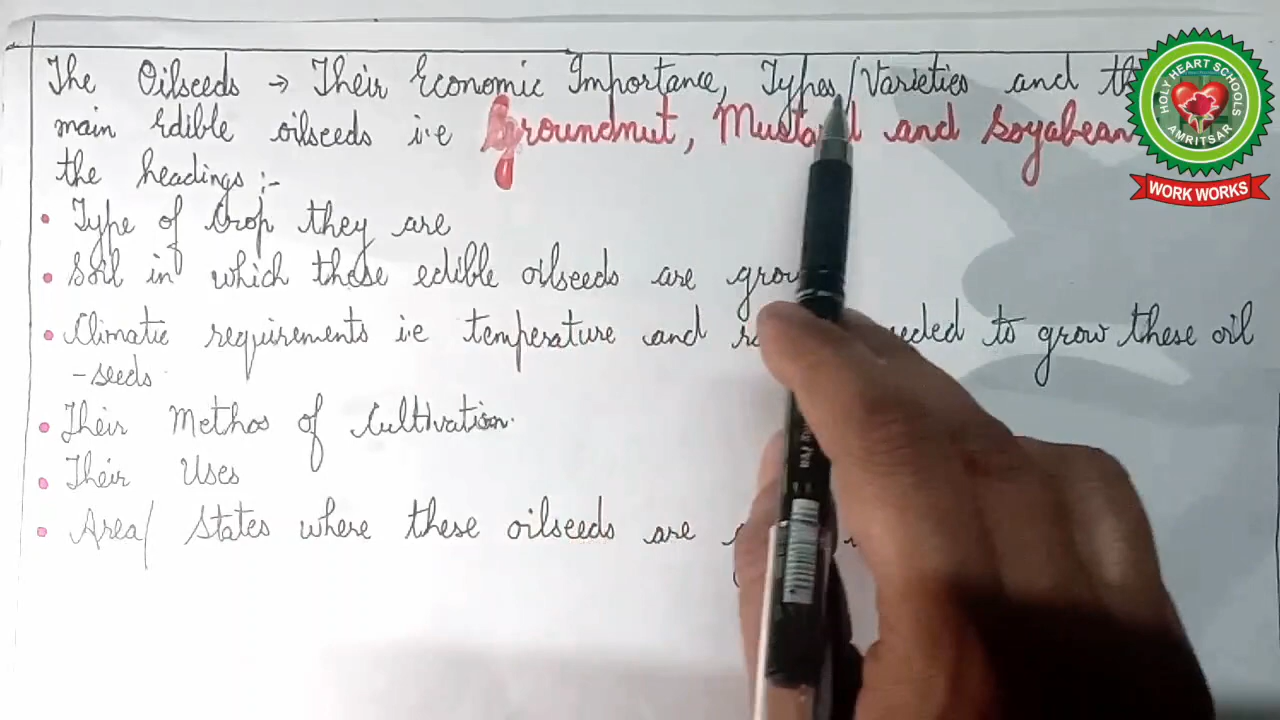 The Oilseeds → Their Economic Importance, Types/Varieties and
main Edible oilseeds i.e Groundnut, Mustard and Soyabean
the headings :-
• Type of Crop they are
• Soil in which these edible oilseeds are
• Climatic requirements i.e temperature and needed to grow these oil
-seeds
• Their Methos of Cultivation.
• Their Uses
• Area/ States where these oilseeds are
HOLY HEART SCHOOLS
AMRITSAR
WORK WORKS